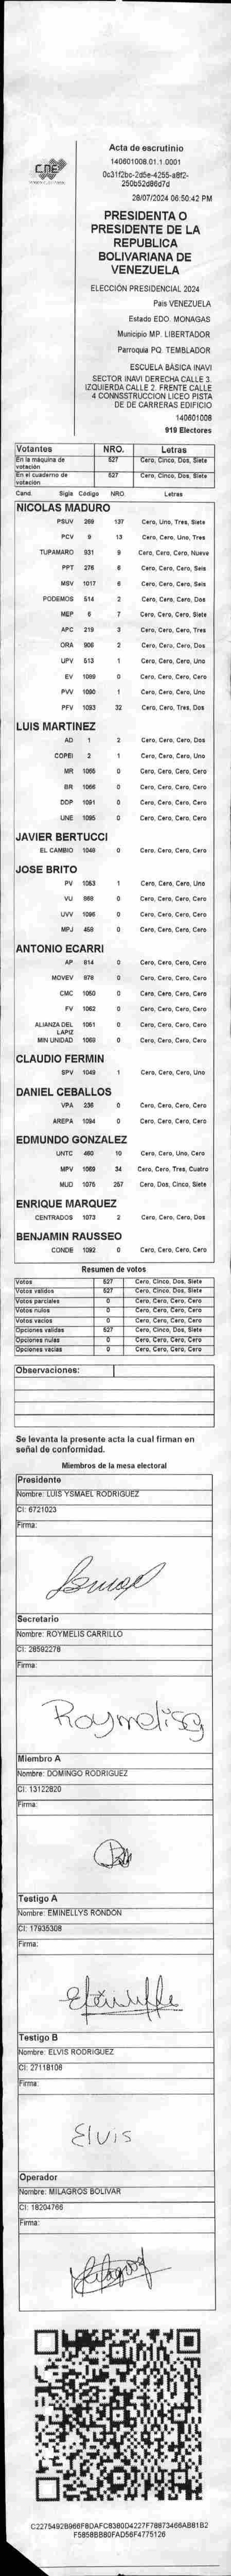 CNE
Acta de escrutinio
140601008.01.1.0001
0c31f2bc-2d5e-4255-a8f2-
250b52d86d7d
28/07/2024 06:50:42 PM
PRESIDENTA O
PRESIDENTE DE LA
REPUBLICA
BOLIVARIANA DE
VENEZUELA
ELECCIÓN PRESIDENCIAL 2024
País VENEZUELA
Estado EDO. MONAGAS
Municipio MP. LIBERTADOR
Parroquia PQ. TEMBLADOR
ESCUELA BÁSICA INAVI
SECTOR INAVI DERECHA CALLE 3.
IZQUIERDA CALLE 2. FRENTE CALLE
4 CONNSSTRUCCION LICEO PISTA
DE DE CARRERAS EDIFICIO
140601008
919 Electores
Votantes NRO. Letras
En la máquina de votación 527 Cero, Cinco, Dos, Siete
En el cuaderno de votación 527 Cero, Cinco, Dos, Siete
Cand. Sigla Código NRO. Letras
NICOLAS MADURO
PSUV 269 137 Cero, Uno, Tres, Siete
PCV 9 13 Cero, Cero, Uno, Tres
TUPAMARO 931 9 Cero, Cero, Cero, Nueve
PPT 276 6 Cero, Cero, Cero, Seis
MSV 1017 6 Cero, Cero, Cero, Seis
PODEMOS 514 2 Cero, Cero, Cero, Dos
MEP 6 7 Cero, Cero, Cero, Siete
APC 219 3 Cero, Cero, Cero, Tres
ORA 906 2 Cero, Cero, Cero, Dos
UPV 513 1 Cero, Cero, Cero, Uno
EV 1099 0 Cero, Cero, Cero, Cero
PVV 1090 1 Cero, Cero, Cero, Uno
PFV 1093 32 Cero, Cero, Tres, Dos
LUIS MARTINEZ
AD 1 2 Cero, Cero, Cero, Dos
COPEI 2 1 Cero, Cero, Cero, Uno
MR 1065 0 Cero, Cero, Cero, Cero
BR 1066 0 Cero, Cero, Cero, Cero
DDP 1091 0 Cero, Cero, Cero, Cero
UNE 1095 0 Cero, Cero, Cero, Cero
JAVIER BERTUCCI
EL CAMBIO 1048 0 Cero, Cero, Cero, Cero
JOSE BRITO
PV 1053 1 Cero, Cero, Cero, Uno
VU 868 0 Cero, Cero, Cero, Cero
UVV 1096 0 Cero, Cero, Cero, Cero
MPJ 458 0 Cero, Cero, Cero, Cero
ANTONIO ECARRI
AP 814 0 Cero, Cero, Cero, Cero
MOVEV 878 0 Cero, Cero, Cero, Cero
CMC 1050 0 Cero, Cero, Cero, Cero
FV 1062 0 Cero, Cero, Cero, Cero
ALIANZA DEL LAPIZ 1051 0 Cero, Cero, Cero, Cero
MIN UNIDAD 1069 0 Cero, Cero, Cero, Cero
CLAUDIO FERMIN
SPV 1049 1 Cero, Cero, Cero, Uno
DANIEL CEBALLOS
VPA 236 0 Cero, Cero, Cero, Cero
AREPA 1094 0 Cero, Cero, Cero, Cero
EDMUNDO GONZALEZ
UNTC 460 10 Cero, Cero, Uno, Cero
MPV 1069 34 Cero, Cero, Tres, Cuatro
MUD 1075 257 Cero, Dos, Cinco, Siete
ENRIQUE MARQUEZ
CENTRADOS 1073 2 Cero, Cero, Cero, Dos
BENJAMIN RAUSSEO
CONDE 1092 0 Cero, Cero, Cero, Cero
Resumen de votos
Votos 527 Cero, Cinco, Dos, Siete
Votos validos 527 Cero, Cinco, Dos, Siete
Votos parciales 0 Cero, Cero, Cero, Cero
Votos nulos 0 Cero, Cero, Cero, Cero
Votos vacios 0 Cero, Cero, Cero, Cero
Opciones validas 527 Cero, Cinco, Dos, Siete
Opciones nulas 0 Cero, Cero, Cero, Cero
Opciones vacias 0 Cero, Cero, Cero, Cero
Observaciones:
Se levanta la presente acta la cual firman en
señal de conformidad.
Miembros de la mesa electoral
Presidente
Nombre: LUIS YSMAEL RODRIGUEZ
CI: 6721023
Firma:
Secretario
Nombre: ROYMELIS CARRILLO
CI: 28592278
Firma:
Roymelis
Miembro A
Nombre: DOMINGO RODRIGUEZ
CI: 13122820
Firma:
Testigo A
Nombre: EMINELLYS RONDÓN
CI: 17935308
Firma:
Testigo B
Nombre: ELVIS RODRIGUEZ
CI: 27118106
Firma:
Elvis
Operador
Nombre: MILAGROS BOLIVAR
CI: 18204766
Firma:
C2275492B966F8DAFC8380D4227F78873466AB81B2
F5858BB80FAD56F4775126